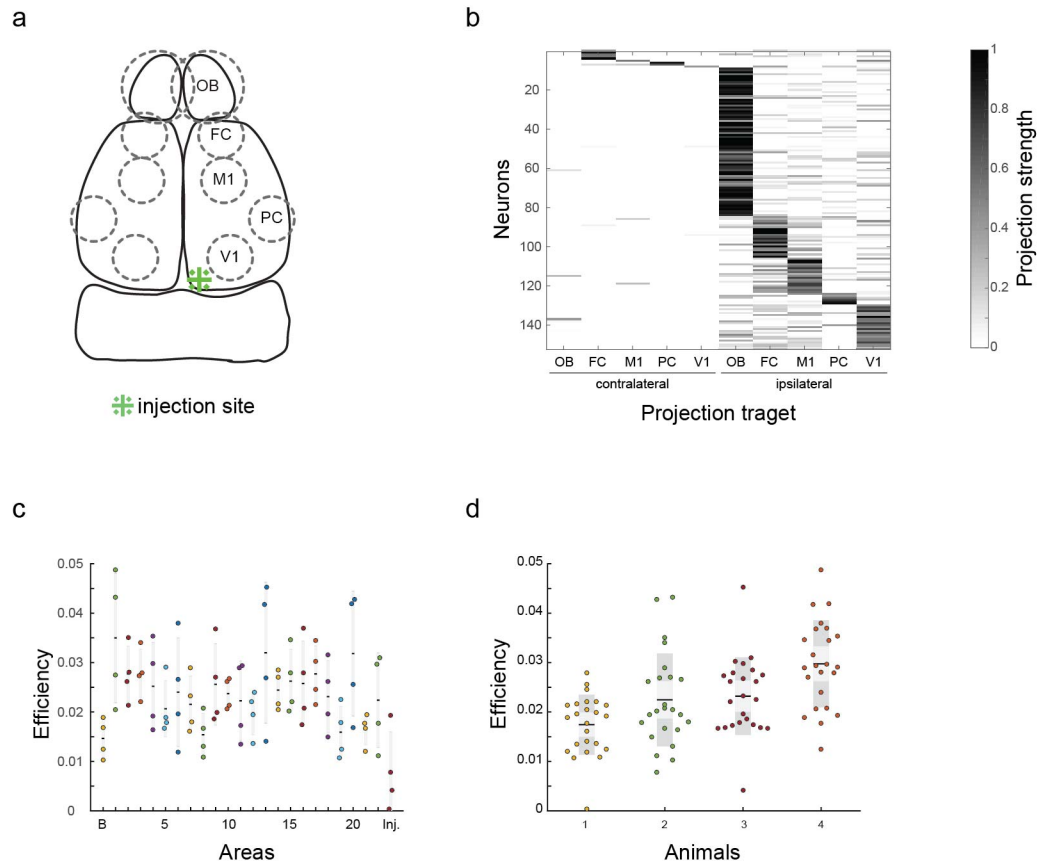 a
OB
FC
M1
PC
V1
injection site
b
20
40
60
80
100
120
140
Neurons
OB FC M1 PC V1 OB FC M1 PC V1
contralateral ipsilateral
Projection traget
1
0.8
0.6
0.4
0.2
0
Projection strength
c
0.05
0.04
0.03
0.02
0.01
0
Efficiency
B 5 10 15 20 Inj.
Areas
d
0.05
0.04
0.03
0.02
0.01
0
Efficiency
1 2 3 4
Animals